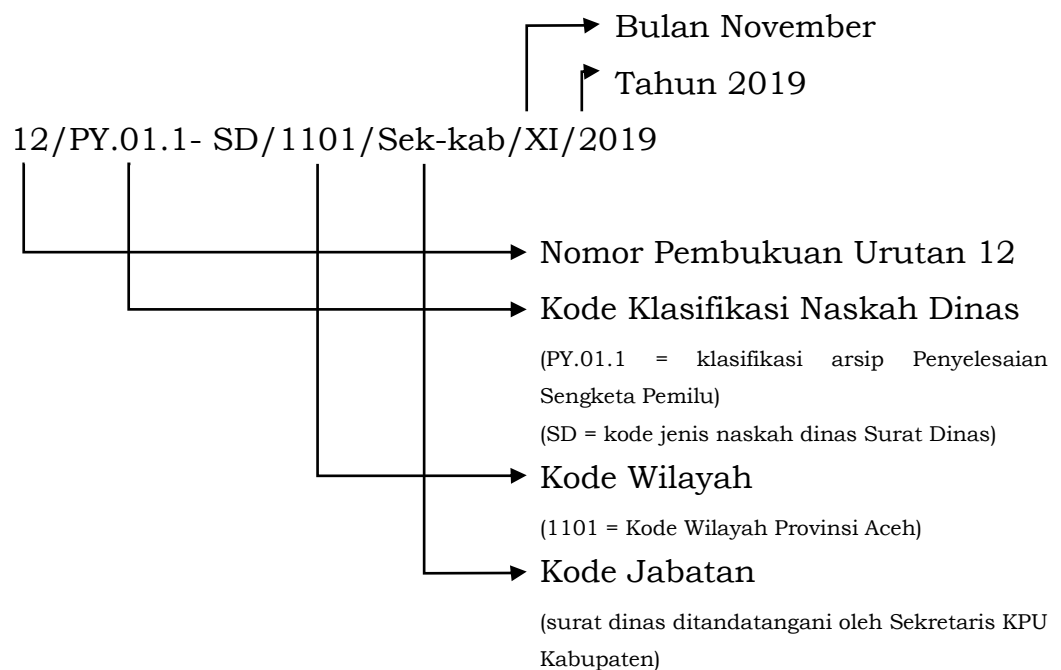 Bulan November
Tahun 2019
12/PY.01.1- SD/1101/Sek-kab/XI/2019
Nomor Pembukuan Urutan 12
Kode Klasifikasi Naskah Dinas
(PY.01.1 = klasifikasi arsip Penyelesaian
Sengketa Pemilu)
(SD = kode jenis naskah dinas Surat Dinas)
Kode Wilayah
(1101 = Kode Wilayah Provinsi Aceh)
Kode Jabatan
(surat dinas ditandatangani oleh Sekretaris KPU
Kabupaten)